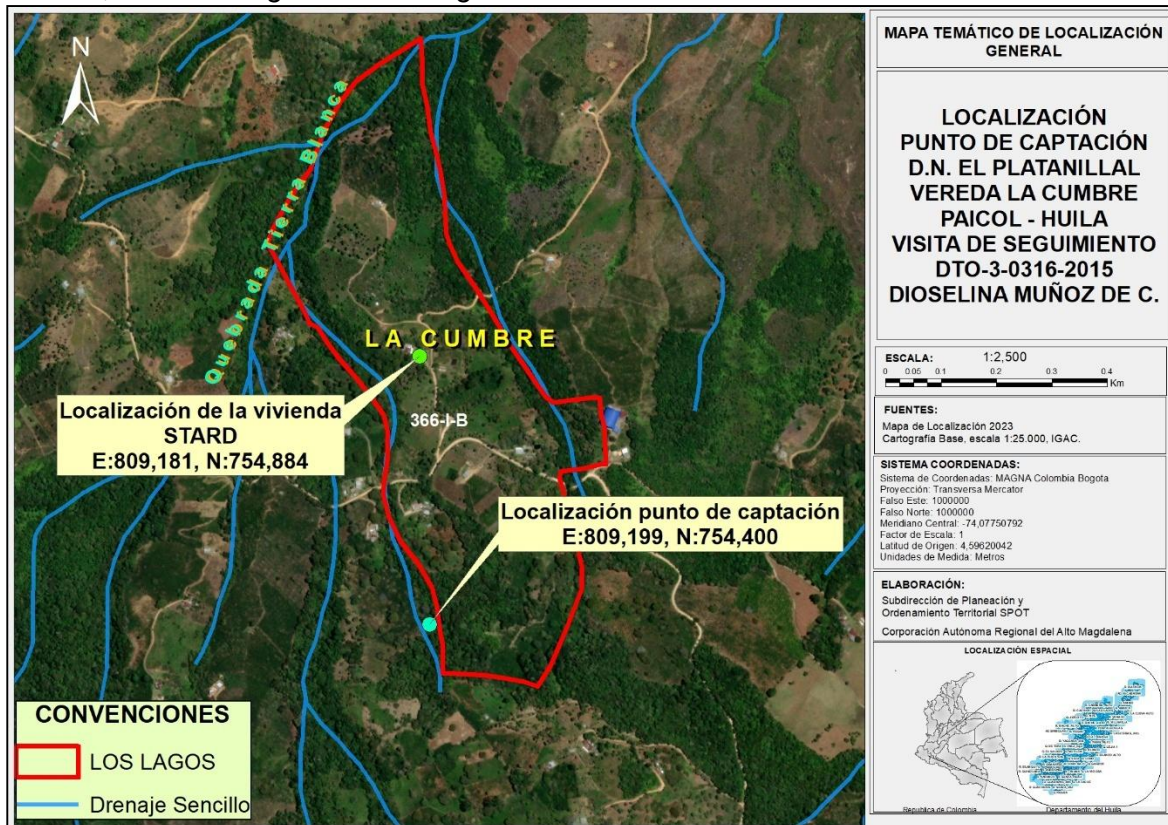 N
Quebrada Tierra Blanca
LA CUMBRE
Localización de la vivienda
STARD
E:809,181, N:754,884
366-I-B
Localización punto de captación
E:809,199, N:754,400
CONVENCIONES
LOS LAGOS
Drenaje Sencillo
MAPA TEMÁTICO DE LOCALIZACIÓN
GENERAL
LOCALIZACIÓN
PUNTO DE CAPTACIÓN
D.N. EL PLATANILLAL
VEREDA LA CUMBRE
PAICOL - HUILA
VISITA DE SEGUIMIENTO
DTO-3-0316-2015
DIOSELINA MUÑOZ DE C.
ESCALA: 1:2,500
0 0.05 0.1 0.2 0.3 0.4
Km
FUENTES:
Mapa de Localización 2023
Cartografía Base, escala 1:25.000, IGAC.
SISTEMA COORDENADAS:
Sistema de Coordenadas: MAGNA Colombia Bogota
Proyección: Transversa Mercator
Falso Este: 1000000
Falso Norte: 1000000
Meridiano Central: -74,07750792
Factor de Escala: 1
Latitud de Origen: 4,59620042
Unidades de Medida: Metros
ELABORACIÓN:
Subdirección de Planeación y
Ordenamiento Territorial SPOT
Corporación Autónoma Regional del Alto Magdalena
LOCALIZACIÓN ESPACIAL
Republica de Colombia
Departamento del Huila